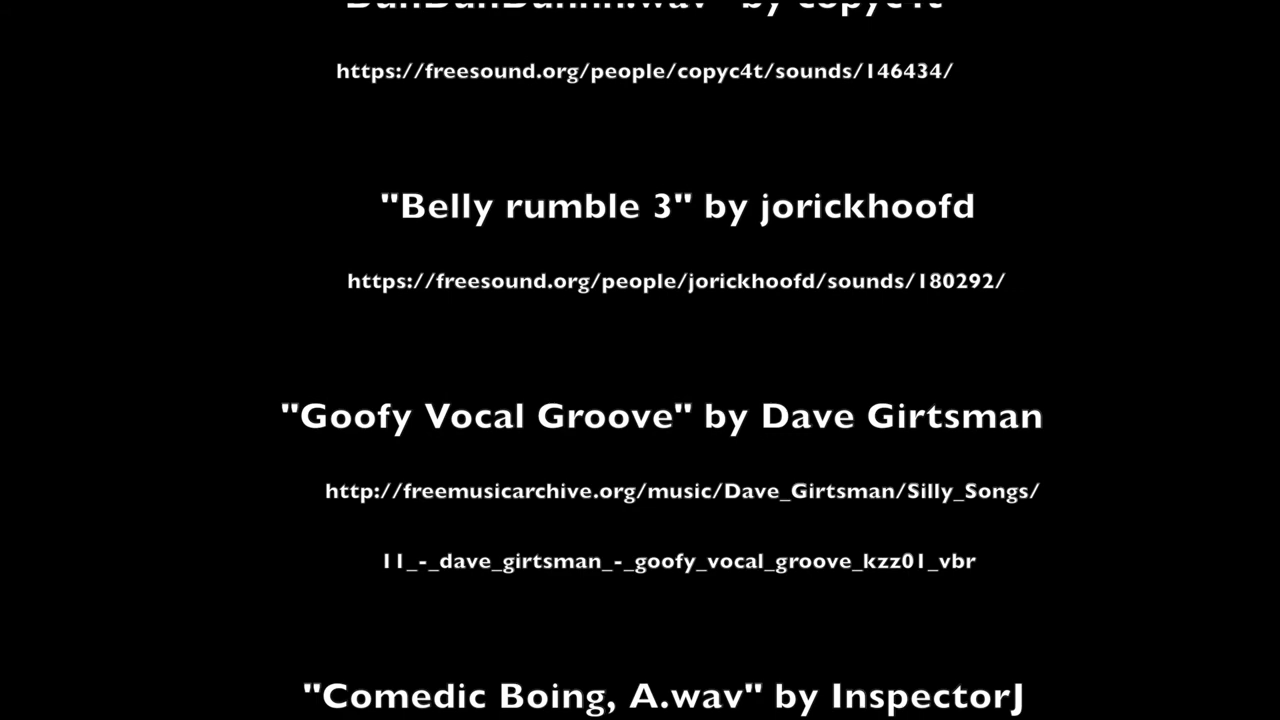 by copyc4t
https://freesound.org/people/copyc4t/sounds/146434/
"Belly rumble 3" by jorickhoofd
https://freesound.org/people/jorickhoofd/sounds/180292/
"Goofy Vocal Groove" by Dave Girtsman
http://freemusicarchive.org/music/Dave_Girtsman/Silly_Songs/
11_-_dave_girtsman_-_goofy_vocal_groove_kzz01_vbr
"Comedic Boing, A.wav" by InspectorJ